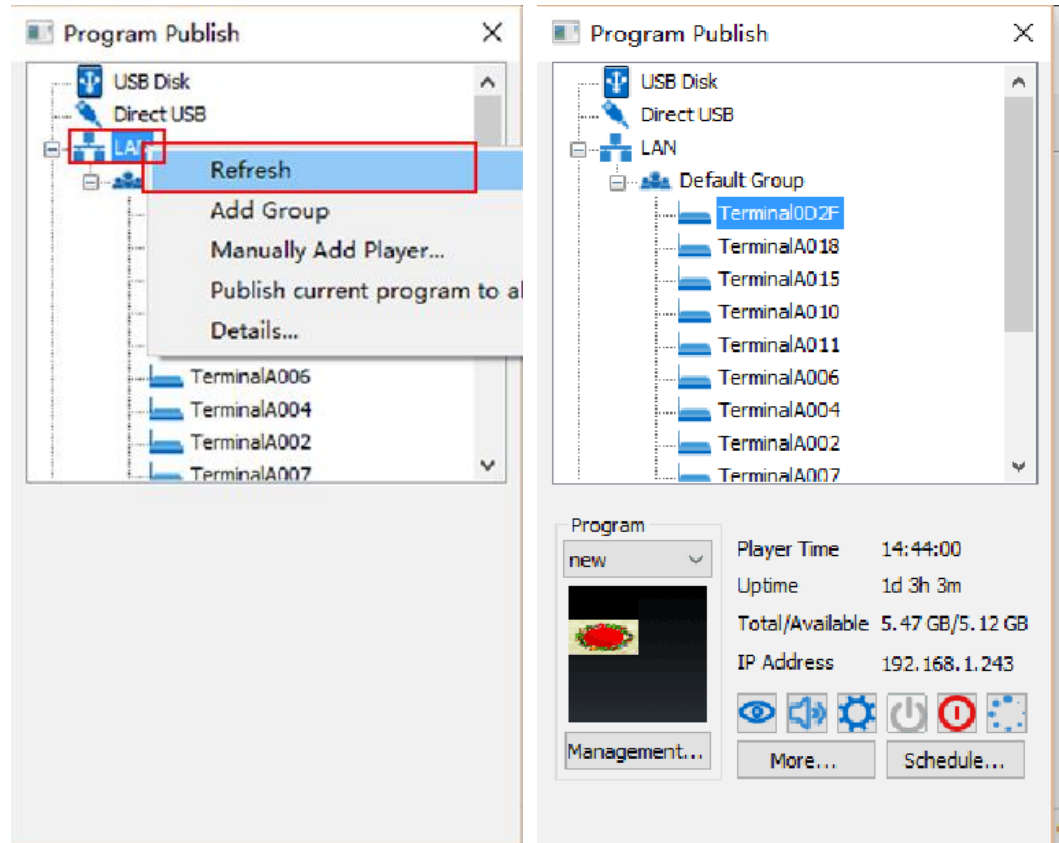 Program Publish
USB Disk
Direct USB
LAN
Refresh
Add Group
Manually Add Player...
Publish current program to al
Details...
TerminalA006
TerminalA004
TerminalA002
TerminalA007
Program Publish
USB Disk
Direct USB
LAN
Default Group
Terminal0D2F
TerminalA018
TerminalA015
TerminalA010
TerminalA011
TerminalA006
TerminalA004
TerminalA002
TerminalA007
Program
new
Management...
Player Time 14:44:00
Uptime 1d 3h 3m
Total/Available 5.47 GB/5.12 GB
IP Address 192.168.1.243
More... Schedule...